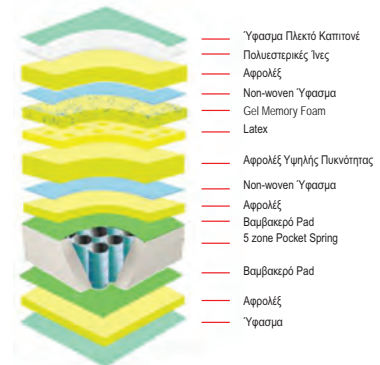 Ύφασμα Πλεκτό Καπιτονέ
Πολυεστερικές Ίνες
Αφρολέξ
Non-woven Ύφασμα
Gel Memory Foam
Latex
Αφρολέξ Υψηλής Πυκνότητας
Non-woven Ύφασμα
Αφρολέξ
Βαμβακερό Pad
5 zone Pocket Spring
Βαμβακερό Pad
Αφρολέξ
Ύφασμα